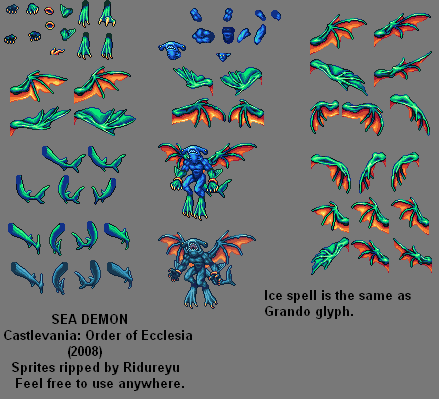 Ice spell is the same as
Grando glyph.
SEA DEMON
Castlevania: Order of Ecclesia
(2008)
Sprites ripped by Ridureyu
Feel free to use anywhere.